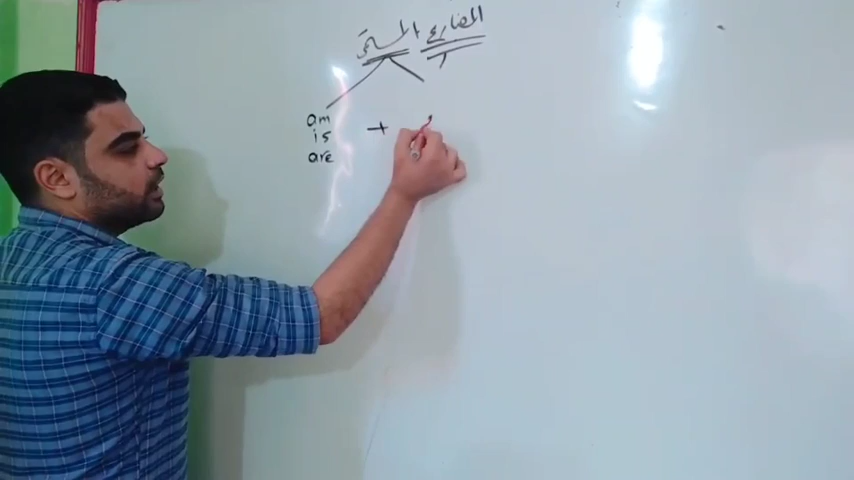 المضارع المستمر
am +
is
are